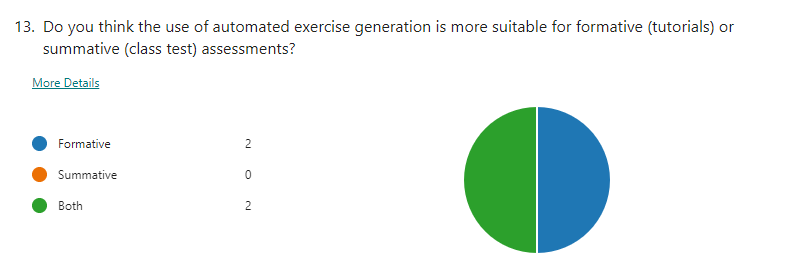 13. Do you think the use of automated exercise generation is more suitable for formative (tutorials) or
summative (class test) assessments?
More Details
Formative 2
Summative 0
Both 2